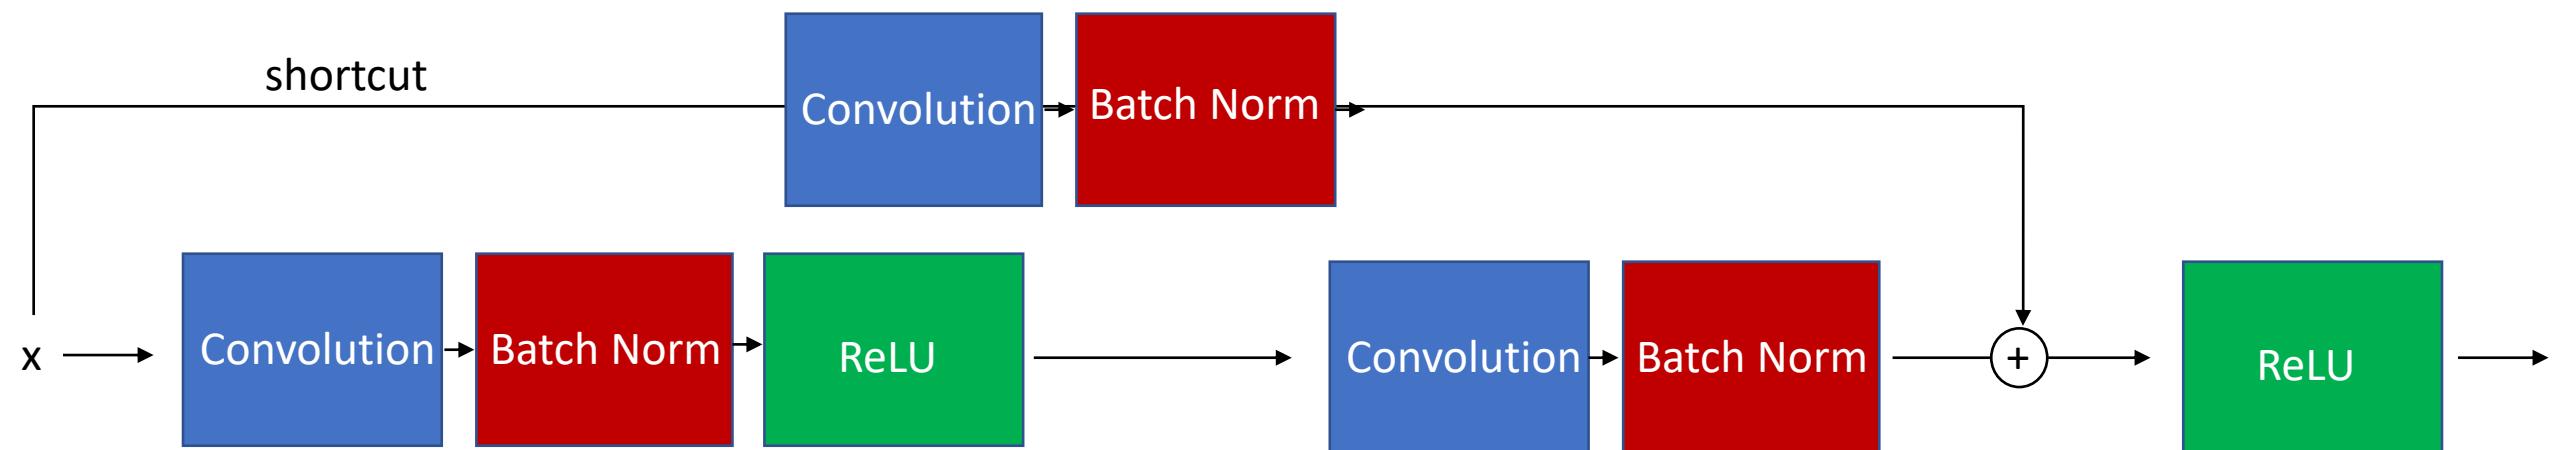 shortcut
Convolution
Batch Norm
x
Convolution
Batch Norm
ReLU
Convolution
Batch Norm
+
ReLU